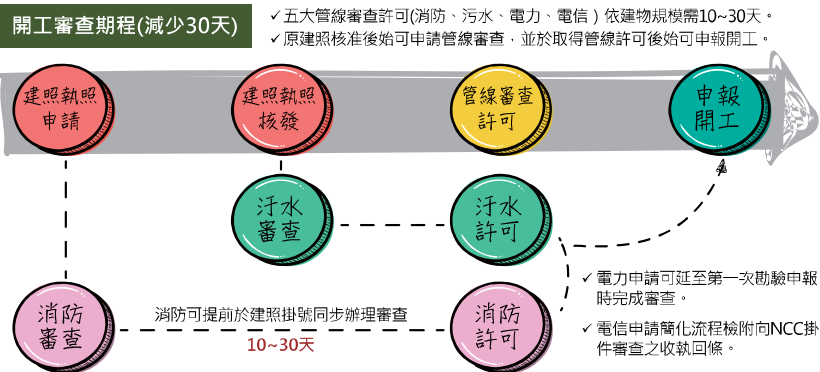 開工審查期程(減少30天)
✓五大管線審查許可(消防、污水、電力、電信）依建物規模需10~30天。
✓原建照核准後始可申請管線審查，並於取得管線許可後始可申報開工。
建照執照
申請
建照執照
核發
管線審查
許可
申報
開工
汙水
審查
汙水
許可
消防
審查
消防可提前於建照掛號同步辦理審查
10~30天
消防
許可
✓電力申請可延至第一次勘驗申報
時完成審查。
✓電信申請簡化流程檢附向NCC掛
件審查之收執回條。